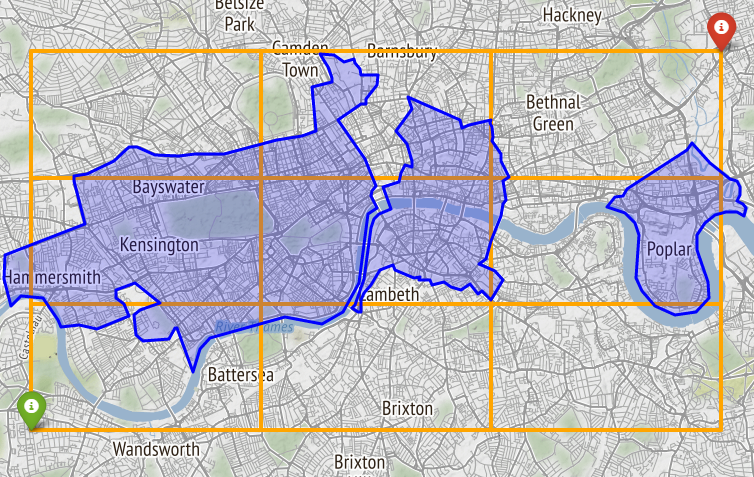 Belsize
Park
Hackney
Camden
Town
Barnsbury
Bethnal
Green
Bayswater
Kensington
Poplar
Hammersmith
Lambeth
River Thames
Battersea
Brixton
Wandsworth
Brixton